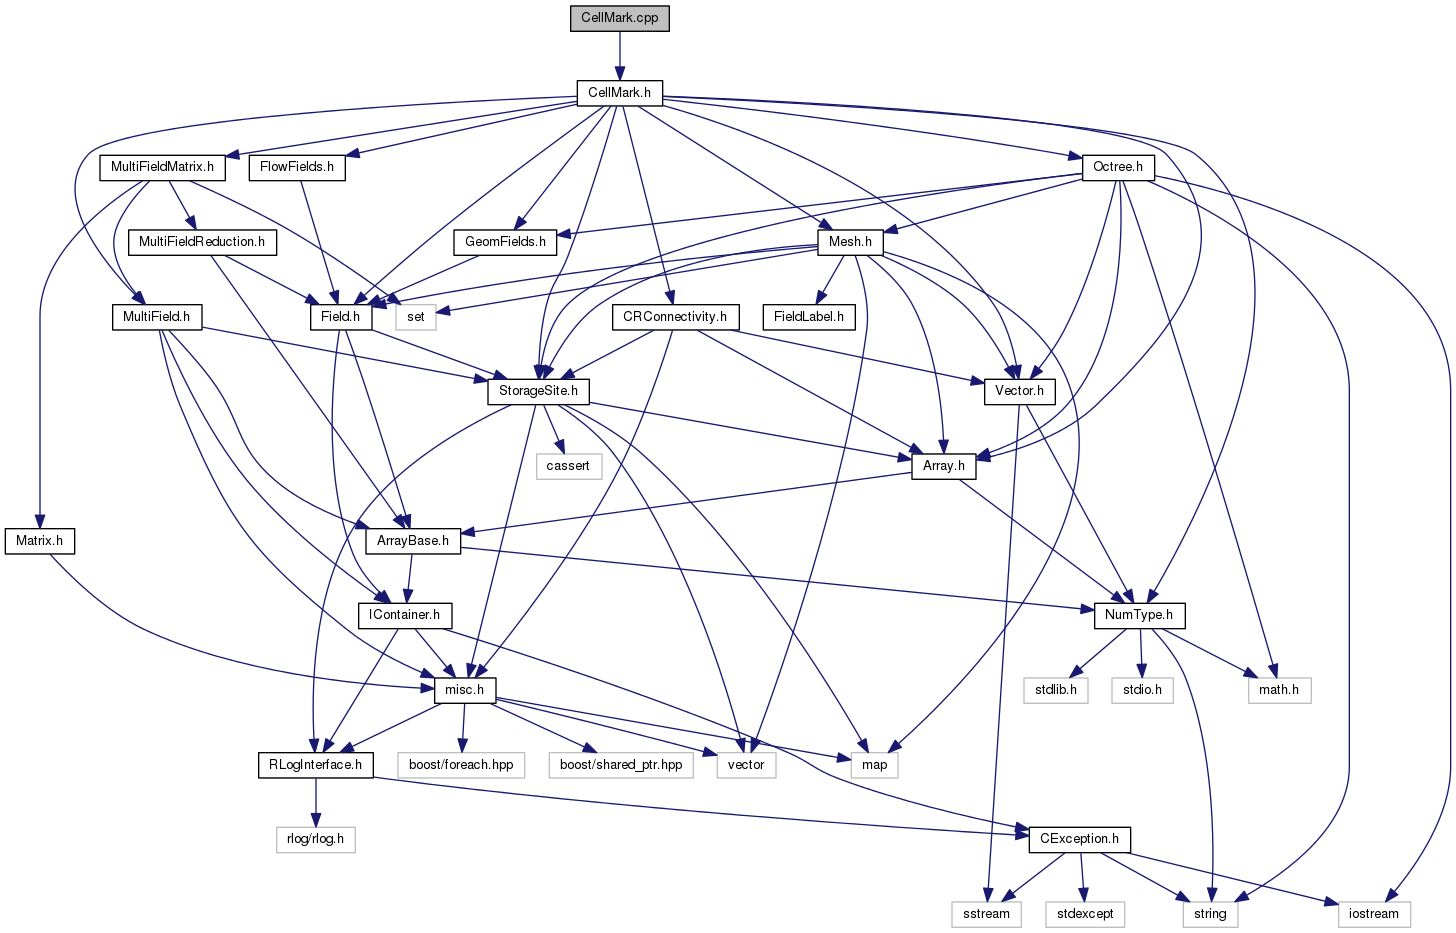 CellMark.cpp
CellMark.h
MultiFieldMatrix.h
FlowFields.h
Octree.h
MultiFieldReduction.h
GeomFields.h
Mesh.h
MultiField.h
Field.h
set
CRConnectivity.h
FieldLabel.h
StorageSite.h
Vector.h
cassert
Array.h
Matrix.h
ArrayBase.h
IContainer.h
NumType.h
misc.h
stdlib.h
stdio.h
math.h
RLogInterface.h
boost/foreach.hpp
boost/shared_ptr.hpp
vector
map
rlog/rlog.h
CException.h
sstream
stdexcept
string
iostream